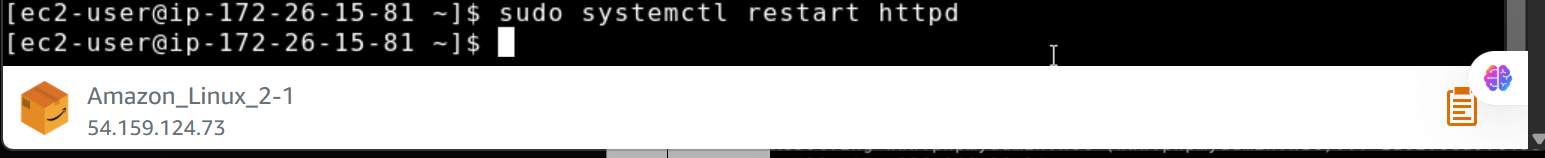 [ec2-user@ip-172-26-15-81 ~]$ sudo systemctl restart httpd
[ec2-user@ip-172-26-15-81 ~]$
Amazon_Linux_2-1
54.159.124.73